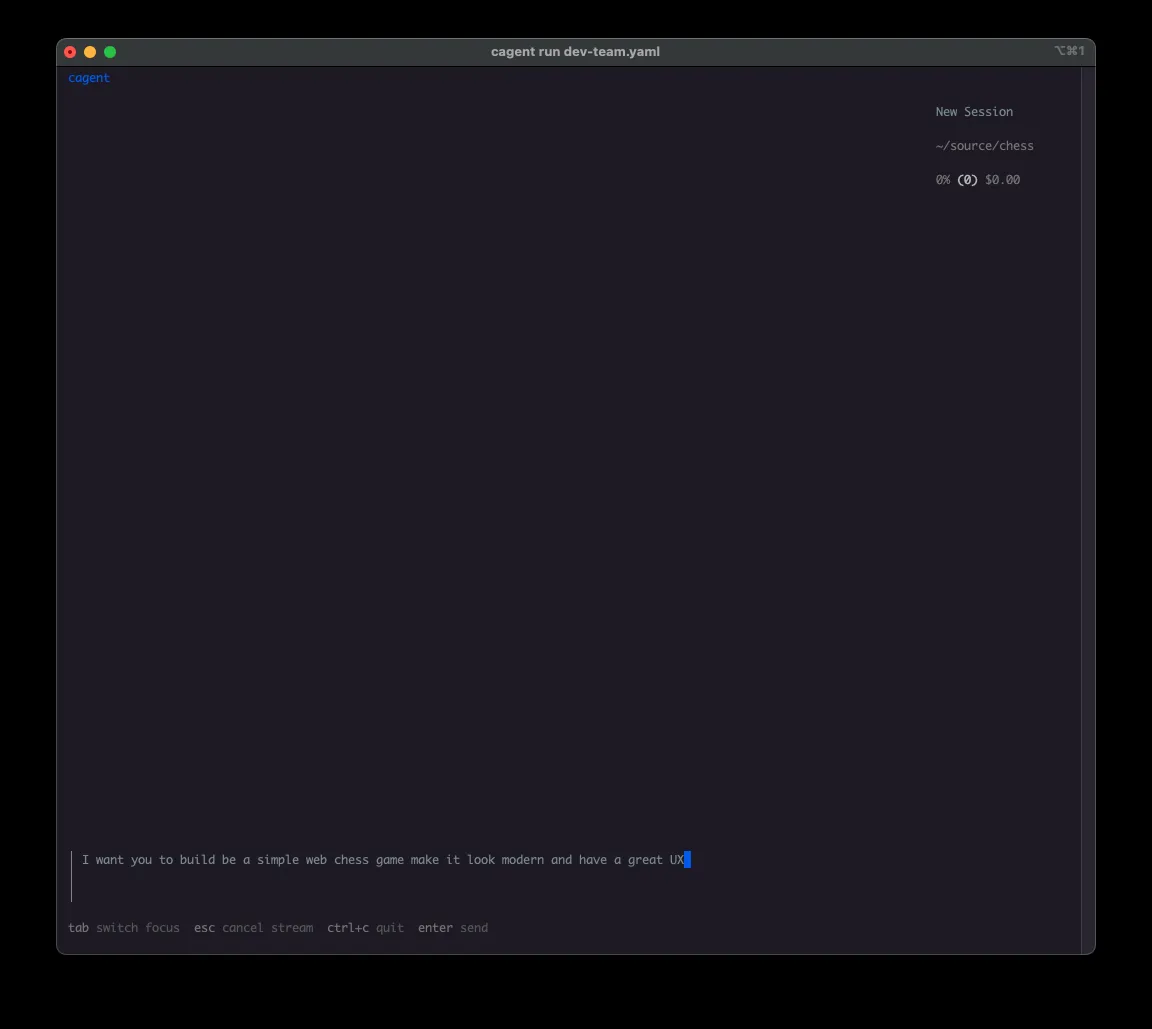 cagent run dev-team.yaml
⌥⌘1
cagent
New Session
~/source/chess
0% (0) $0.00
I want you to build be a simple web chess game make it look modern and have a great UX
tab switch focus esc cancel stream ctrl+c quit enter send